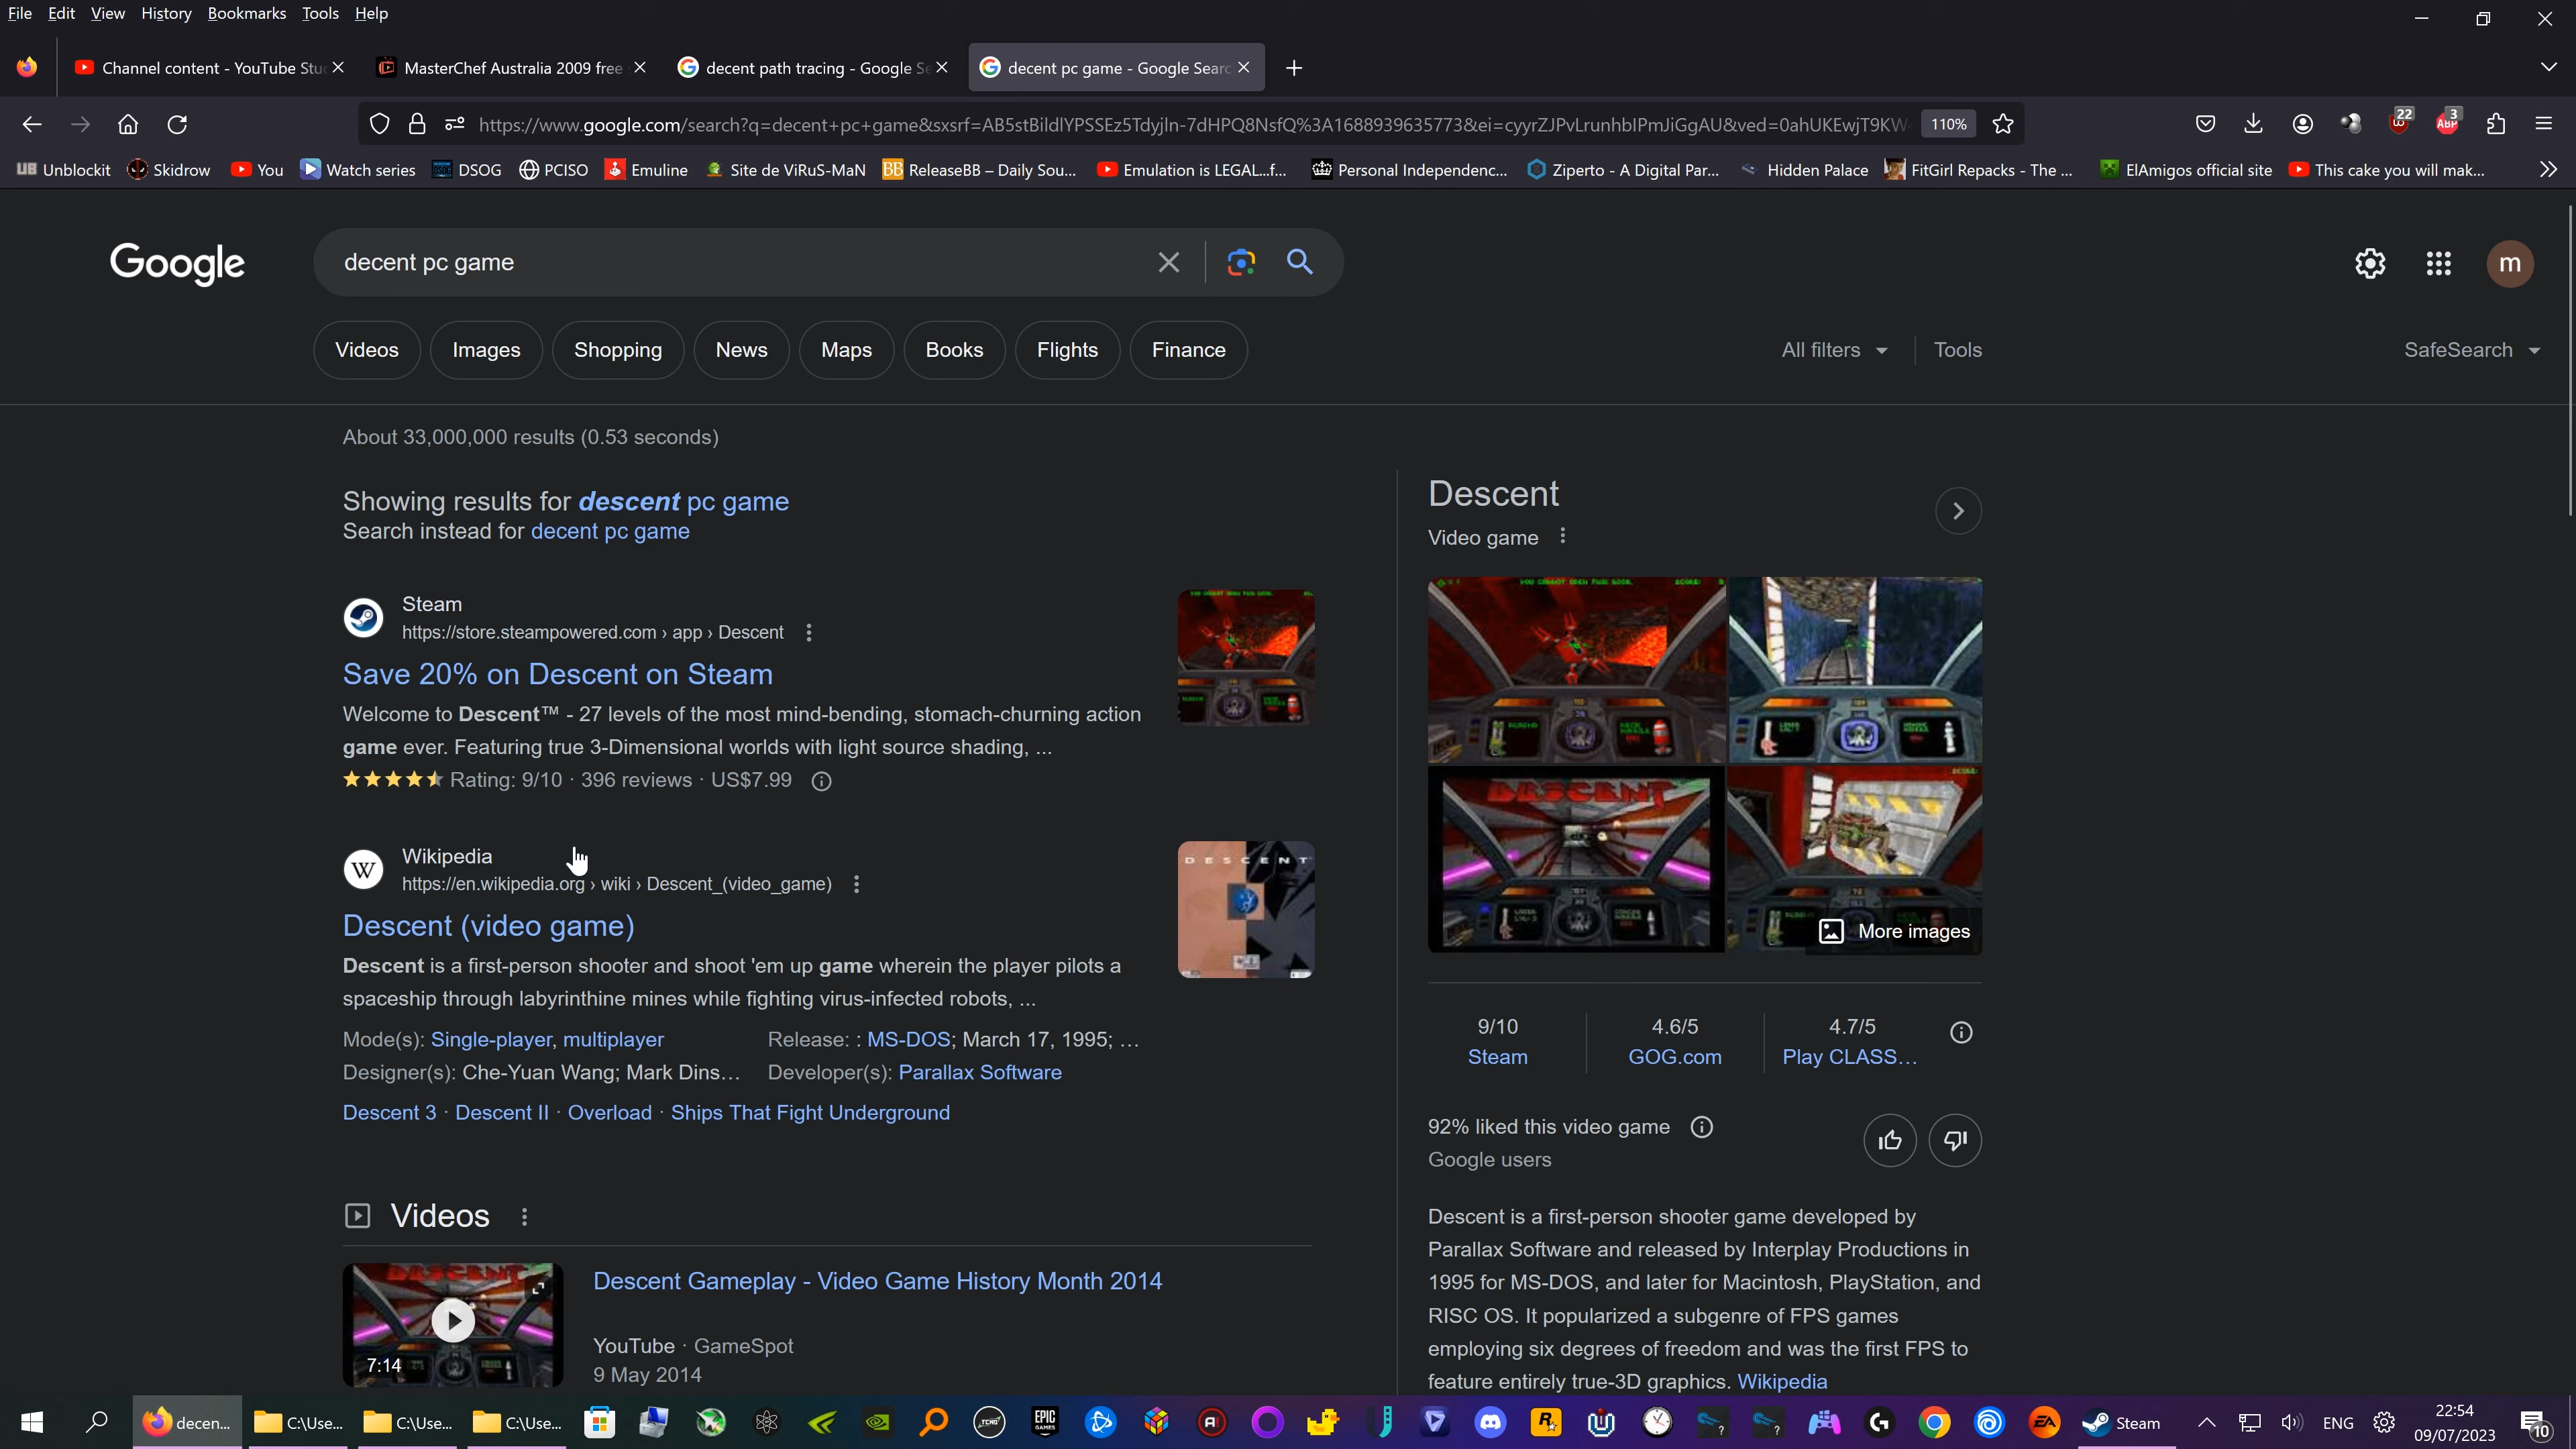 File Edit View History Bookmarks Tools Help
Channel content - YouTube Stu
MasterChef Australia 2009 free
decent path tracing - Google Se
decent pc game - Google Searc
https://www.google.com/search?q=decent+pc+game&sxsrf=AB5stBildlYPSSEz5Tdyjln-7dHPQ8NsfQ%3A1688939635773&ei=cyyrZJPvLrunhbIPmJiGgAU&ved=0ahUKEwjT9KW
110%
22
3
ABP
UB Unblockit Skidrow You Watch series DSOG PCISO Emuline Site de ViRuS-MaN BB ReleaseBB – Daily Sou... Emulation is LEGAL...f... Personal Independenc... Ziperto - A Digital Par... Hidden Palace FitGirl Repacks - The ... ElAmigos official site This cake you will mak...
Google
decent pc game
m
Videos Images Shopping News Maps Books Flights Finance
All filters Tools SafeSearch
About 33,000,000 results (0.53 seconds)
Showing results for descent pc game
Search instead for decent pc game
Steam
https://store.steampowered.com › app › Descent
Save 20% on Descent on Steam
Welcome to Descent™ - 27 levels of the most mind-bending, stomach-churning action
game ever. Featuring true 3-Dimensional worlds with light source shading, ...
Rating: 9/10 · 396 reviews · US$7.99
W
Wikipedia
https://en.wikipedia.org › wiki › Descent_(video_game)
Descent (video game)
DESCENT
Descent is a first-person shooter and shoot 'em up game wherein the player pilots a
spaceship through labyrinthine mines while fighting virus-infected robots, ...
Mode(s): Single-player, multiplayer
Release: : MS-DOS; March 17, 1995; ...
Designer(s): Che-Yuan Wang; Mark Dins...
Developer(s): Parallax Software
Descent 3 · Descent II · Overload · Ships That Fight Underground
Videos
7:14
Descent Gameplay - Video Game History Month 2014
YouTube · GameSpot
9 May 2014
Descent
Video game
YOU CANNOT OPEN THIS DOOR.
SCORE:
DESCENT
More images
9/10
Steam
4.6/5
GOG.com
4.7/5
Play CLASS...
92% liked this video game
Google users
Descent is a first-person shooter game developed by
Parallax Software and released by Interplay Productions in
1995 for MS-DOS, and later for Macintosh, PlayStation, and
RISC OS. It popularized a subgenre of FPS games
employing six degrees of freedom and was the first FPS to
feature entirely true-3D graphics. Wikipedia
decen...
C:\Use...
C:\Use...
C:\Use...
EPIC GAMES
EA
Steam
ENG
22:54
09/07/2023
10